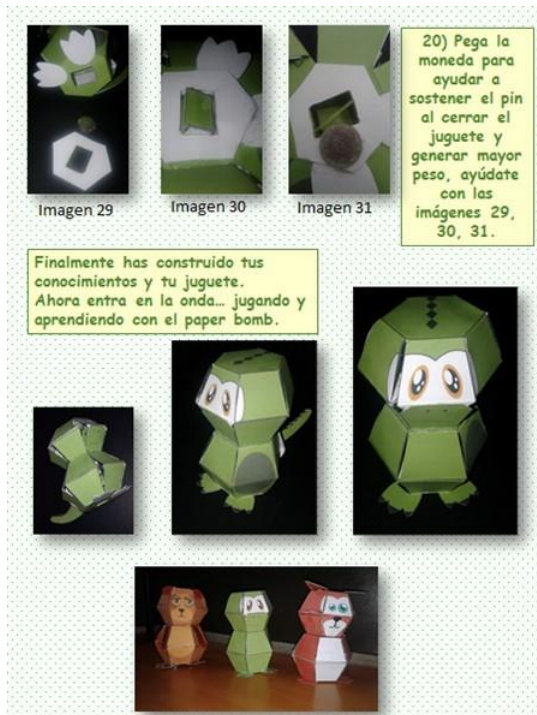 20) Pega la
moneda para
ayudar a
sostener el pin
al cerrar el
juguete y
generar mayor
peso, ayúdate
con las
imágenes 29,
30, 31.
Imagen 29
Imagen 30
Imagen 31
Finalmente has construido tus
conocimientos y tu juguete.
Ahora entra en la onda… jugando y
aprendiendo con el paper bomb.